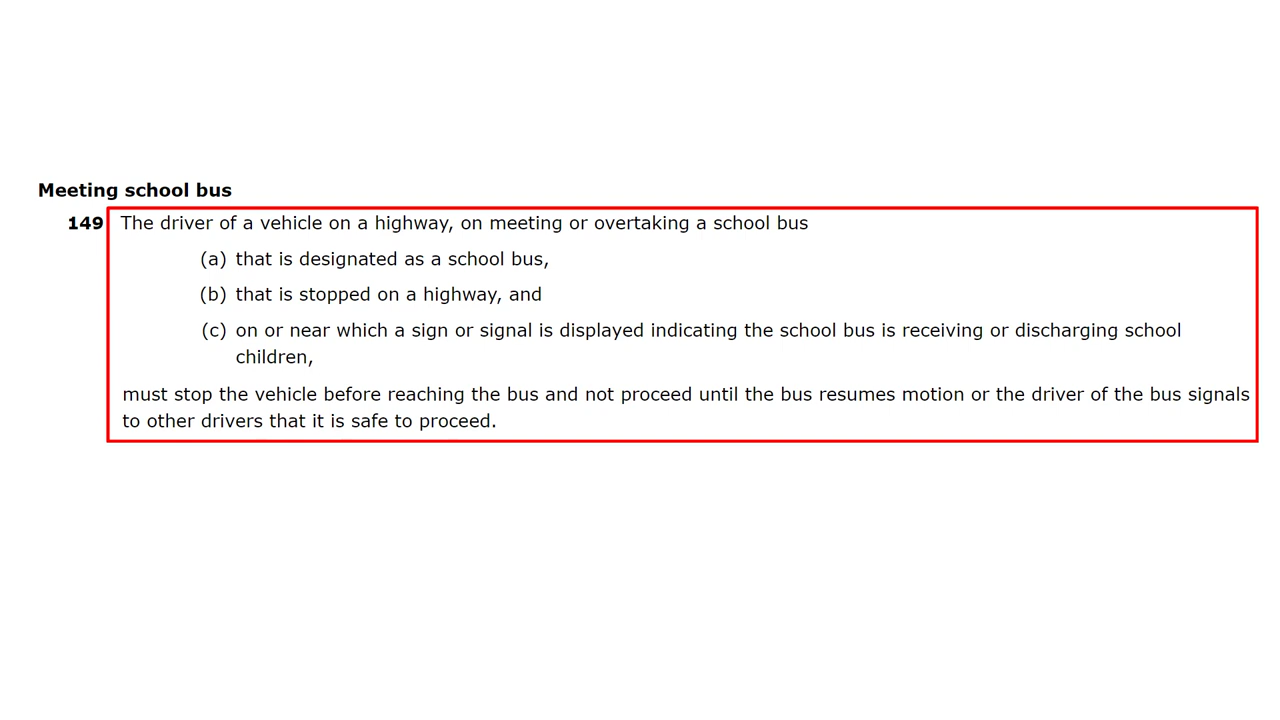 Meeting school bus
149 The driver of a vehicle on a highway, on meeting or overtaking a school bus
(a) that is designated as a school bus,
(b) that is stopped on a highway, and
(c) on or near which a sign or signal is displayed indicating the school bus is receiving or discharging school
children,
must stop the vehicle before reaching the bus and not proceed until the bus resumes motion or the driver of the bus signals
to other drivers that it is safe to proceed.